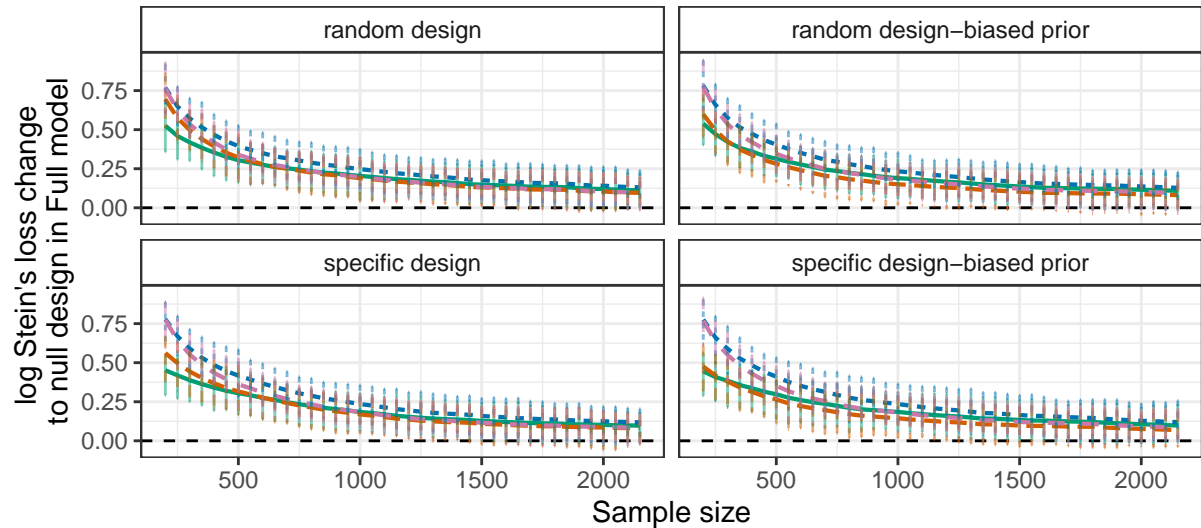 log Stein's loss change
to null design in Full model
random design
random design−biased prior
0.75
0.50
0.25
0.00
specific design
specific design−biased prior
0.75
0.50
0.25
0.00
500 1000 1500 2000
500 1000 1500 2000
Sample size